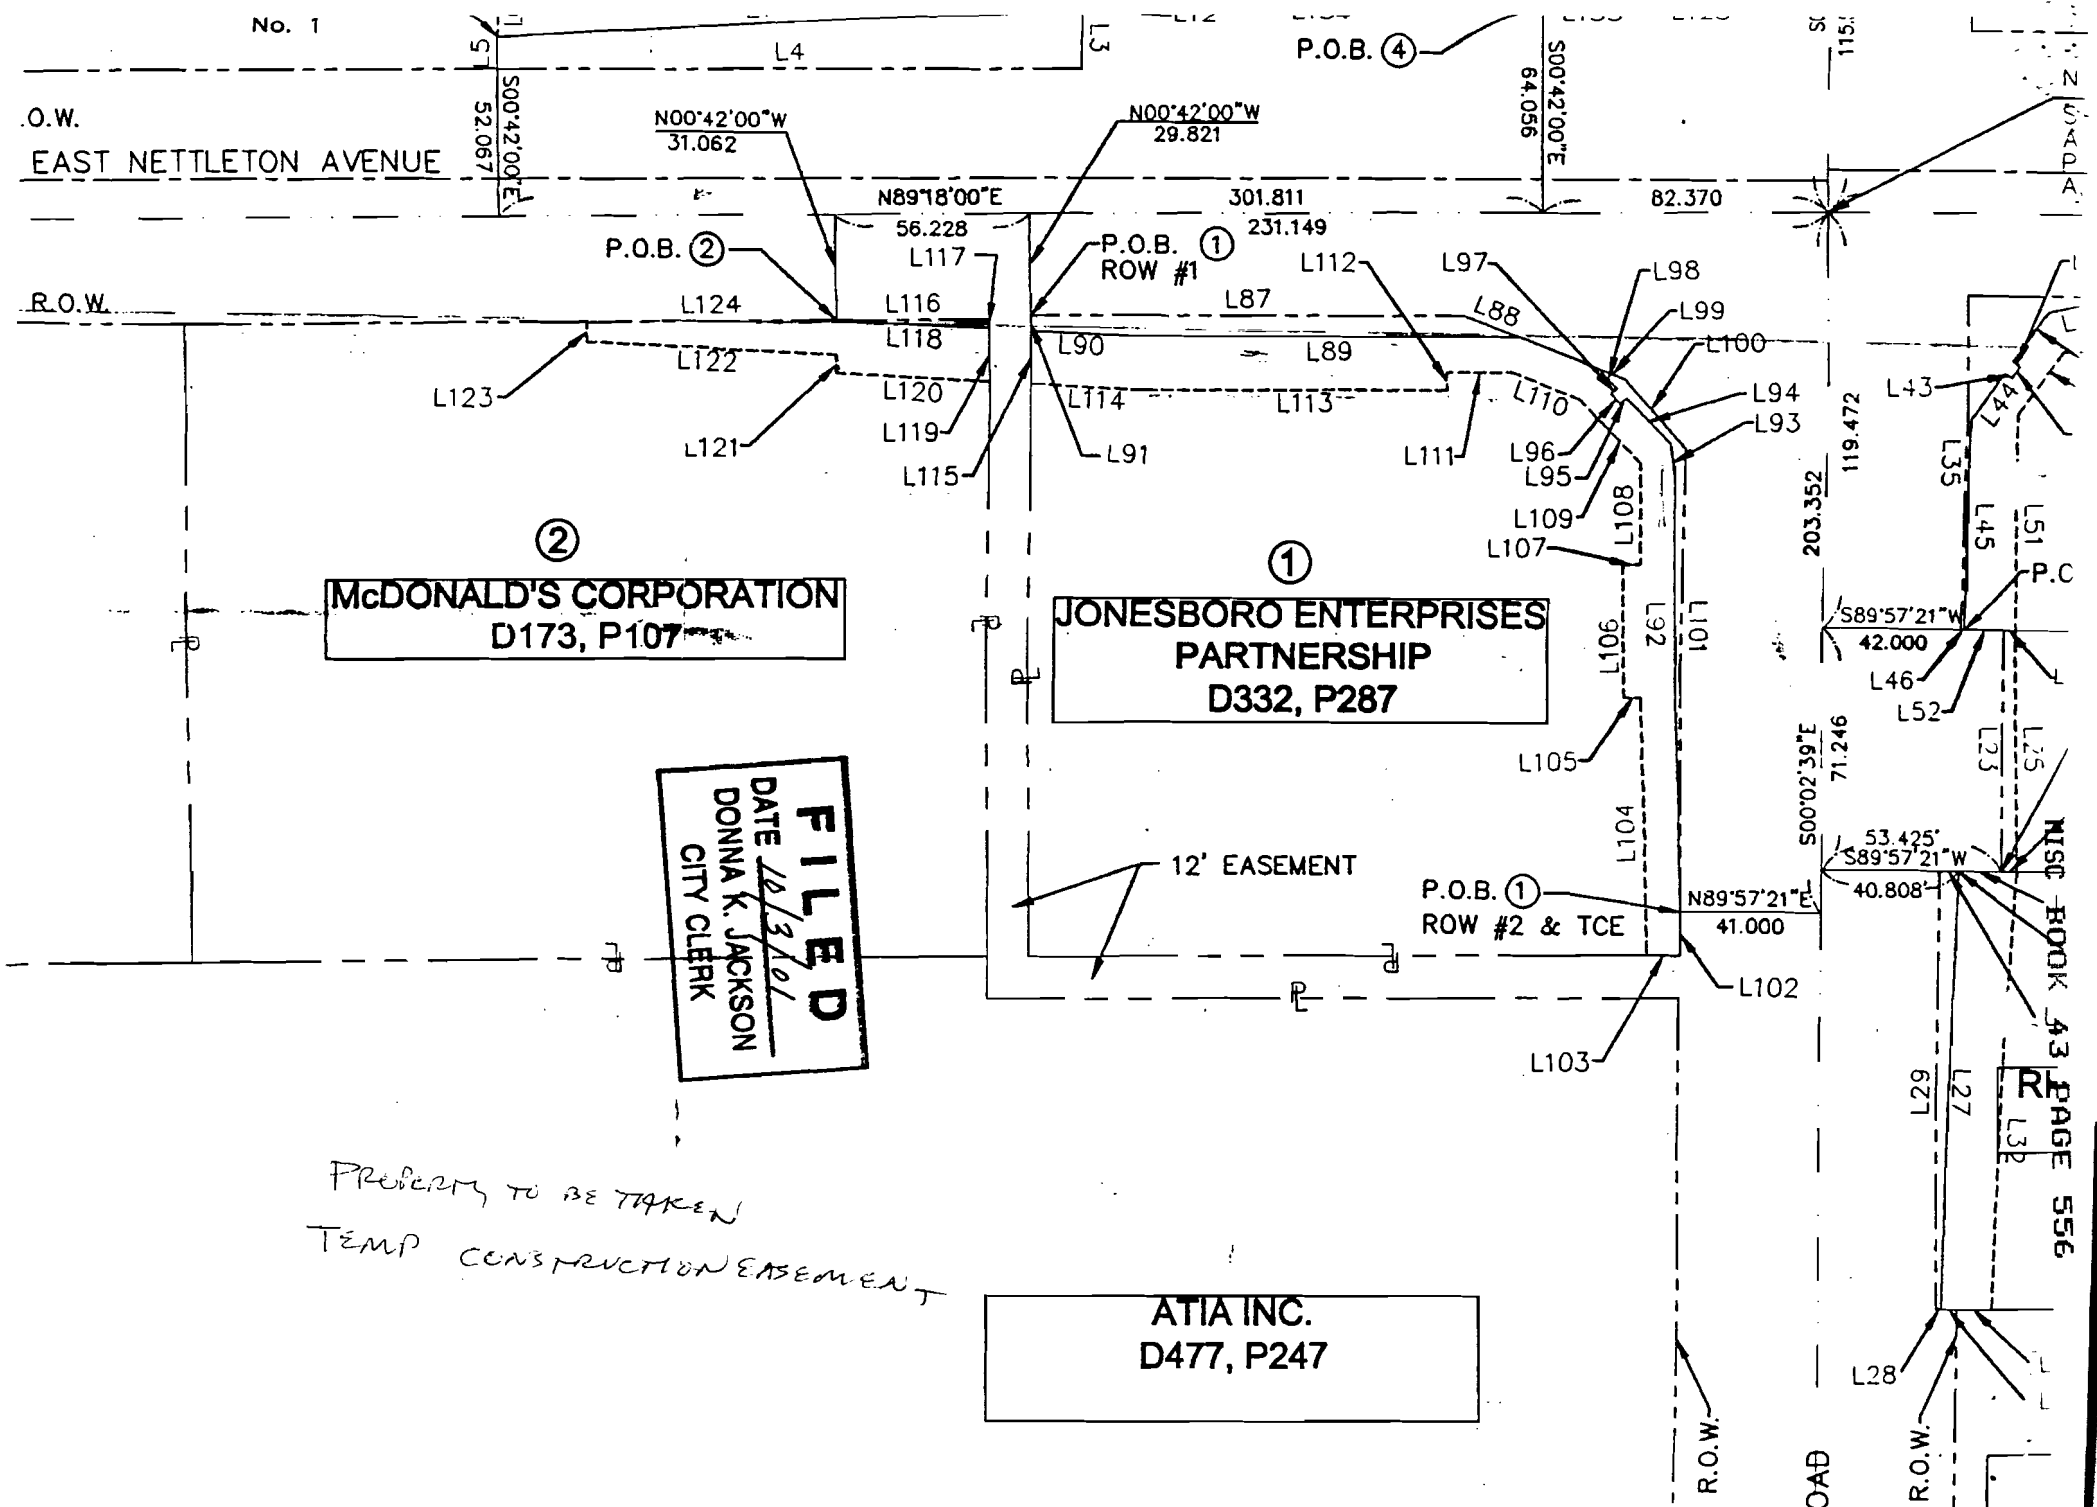 No. 1
L5
L4
L3
P.O.B. ④
S00°42'00"E
64.056
.O.W.
S00°42'00"E
52.067
N00°42'00"W
31.062
N00°42'00"W
29.821
EAST NETTLETON AVENUE
N89°18'00"E
301.811
82.370
56.228
231.149
P.O.B. ②
L117
P.O.B. ①
ROW #1
L112
L97
L98
R.O.W.
L124
L116
L87
L88
L99
L118
L90
L89
L100
L122
L123
L120
L114
L113
L110
L94
L43
L44
L121
L119
L115
L91
L111
L96
L95
L93
119.472
203.352
L35
L109
L108
L107
L45
L51
P.C
②
McDONALD'S CORPORATION
D173, P107
①
JONESBORO ENTERPRISES
PARTNERSHIP
D332, P287
L106
L92
L101
S89°57'21"W
42.000
L46
L52
L105
S00°02'39"E
71.246
L23
L25
FILED
DATE 10/3/01
DONNA K. JACKSON
CITY CLERK
L104
12' EASEMENT
53.425'
S89°57'21"W
40.808'
P.O.B. ①
ROW #2 & TCE
N89°57'21"E
41.000
L102
L103
L29
L27
L32
MISC BOOK 43 PAGE 556
PROPERTY TO BE TAKEN
TEMP CONSTRUCTION EASEMENT
ATIA INC.
D477, P247
L28
R.O.W.
OAD
R.O.W.